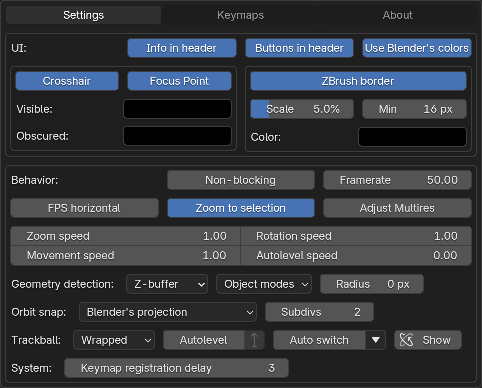 Settings Keymaps About
UI: Info in header Buttons in header Use Blender's colors
Crosshair Focus Point ZBrush border
Visible: Scale 5.0% Min 16 px
Obscured: Color:
Behavior: Non-blocking Framerate 50.00
FPS horizontal Zoom to selection Adjust Multires
Zoom speed 1.00 Rotation speed 1.00
Movement speed 1.00 Autolevel speed 0.00
Geometry detection: Z-buffer Object modes Radius 0 px
Orbit snap: Blender's projection Subdivs 2
Trackball: Wrapped Autolevel Auto switch Show
System: Keymap registration delay 3